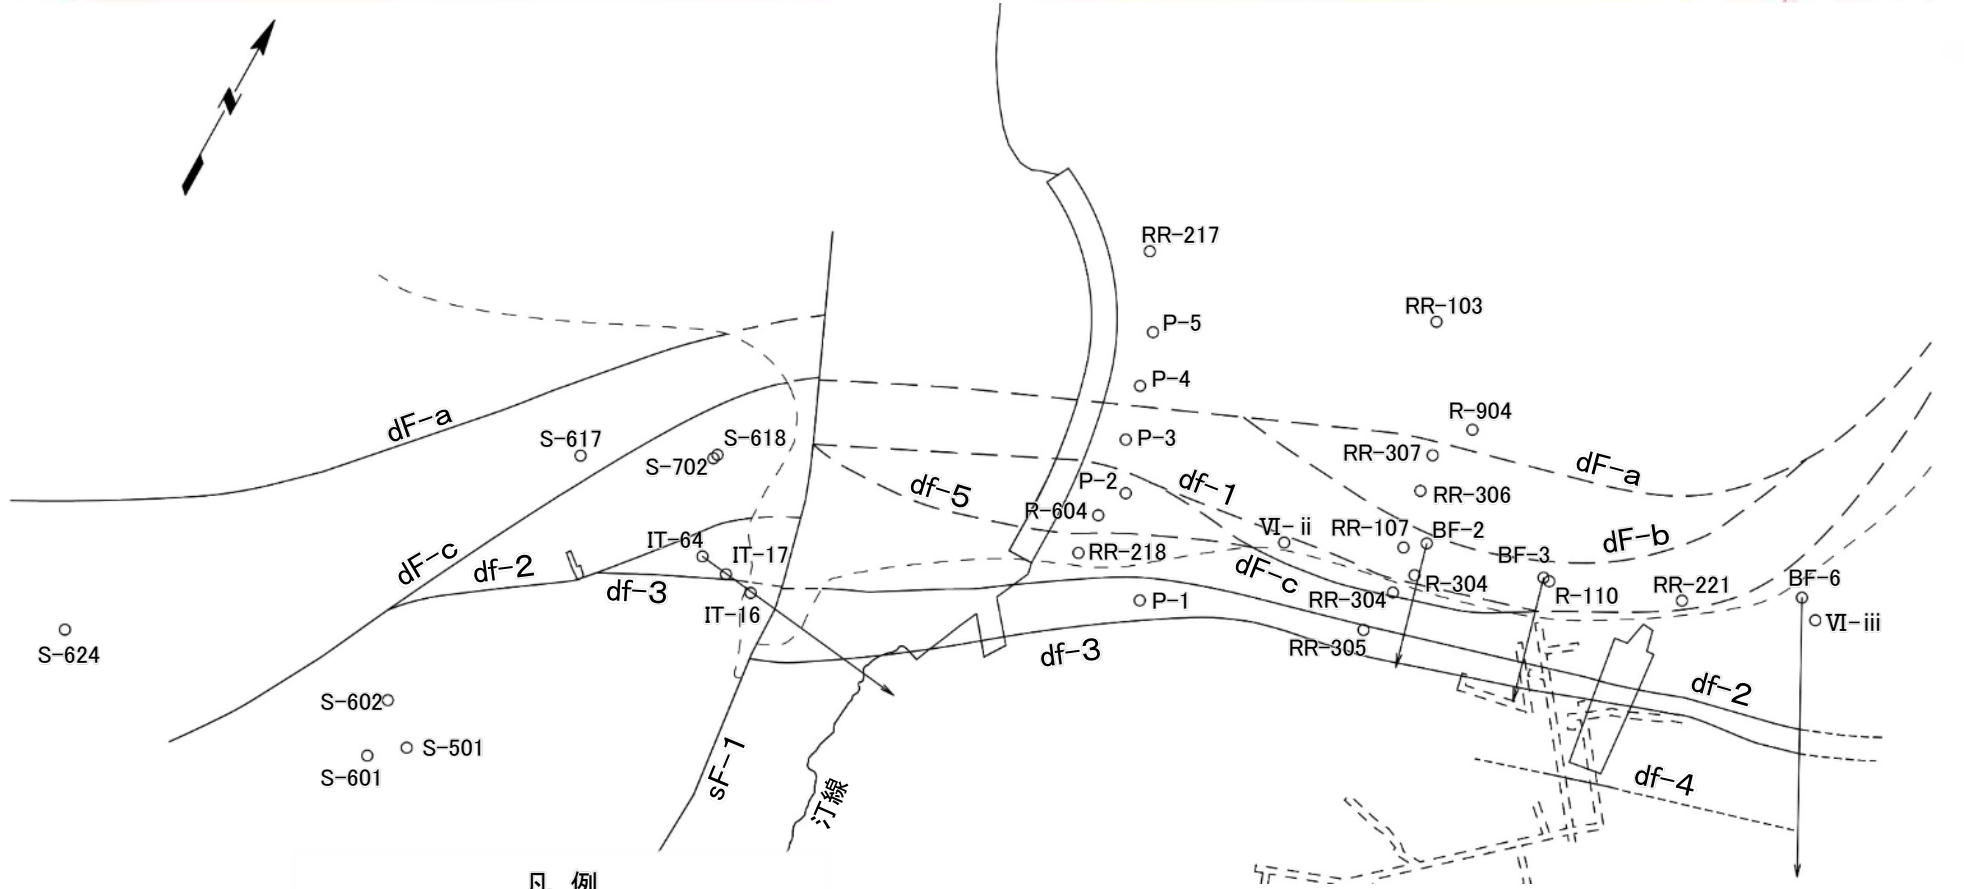 N
RR-217
RR-103
P-5
P-4
R-904
dF-a
S-617
S-618
S-702
P-3
RR-307
dF-a
P-2
df-1
df-5
RR-306
R-604
Ⅵ-ⅱ
RR-107
BF-2
dF-b
IT-64
IT-17
RR-218
BF-3
dF-c
df-2
df-3
dF-c
R-304
RR-221
BF-6
R-110
RR-304
P-1
IT-16
Ⅵ-ⅲ
S-624
RR-305
df-3
df-2
S-602
S-501
S-601
sF-1
汀線
df-4
凡 例